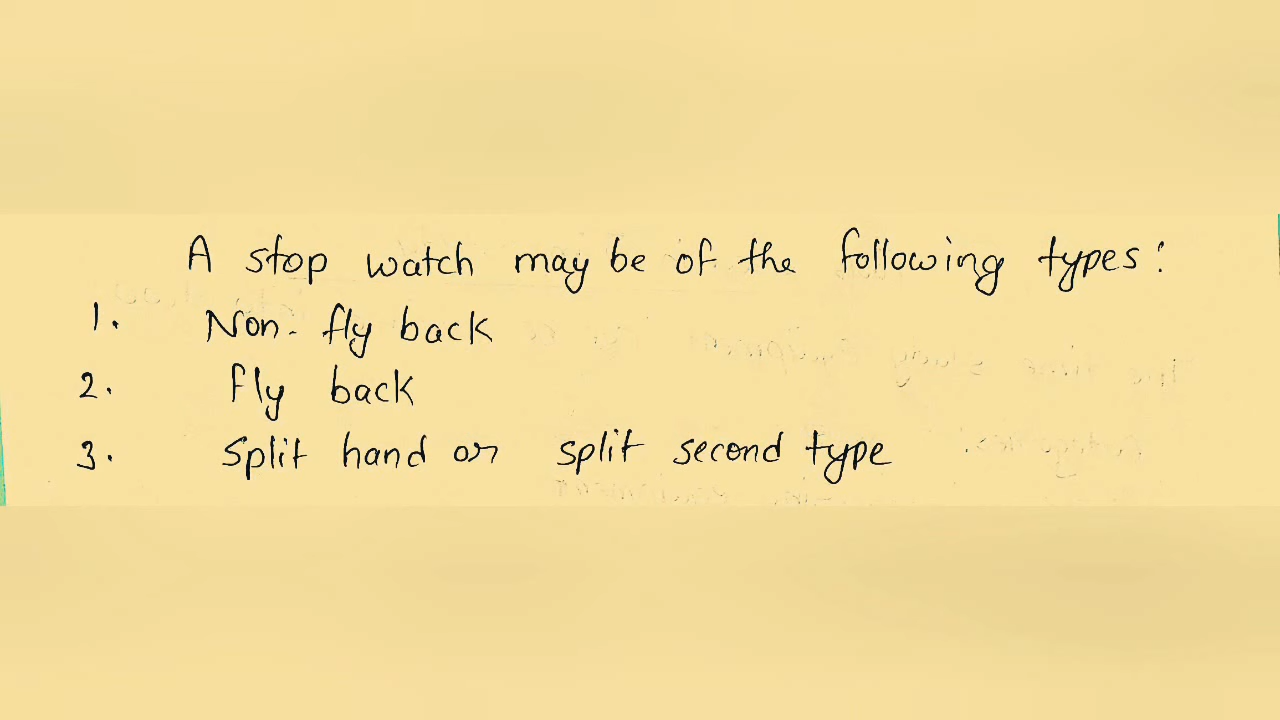 A stop watch may be of the following types:
1. Non-fly back
2. Fly back
3. Split hand or split second type